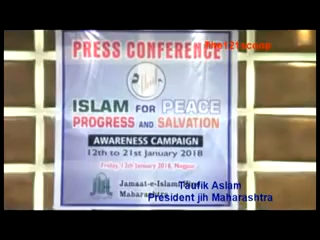 PRESS CONFERENCE
ISLAM FOR PEACE
PROGRESS AND SALVATION
AWARENESS CAMPAIGN
12th to 21st January 2018
Friday, 12th January 2018, Nagpur
Jamaat-e-Islami
Maharashtra
Taufik Aslam
President jih Maharashtra